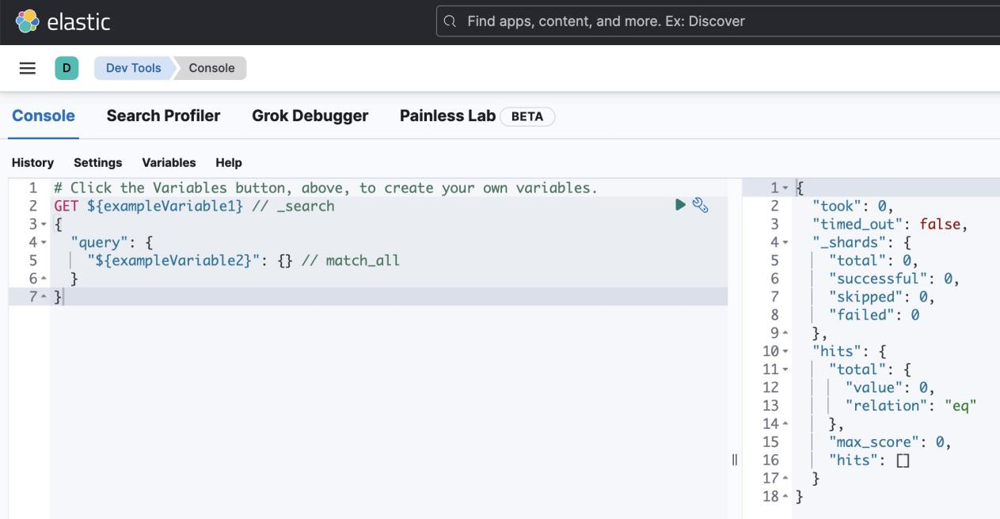 elastic
Find apps, content, and more. Ex: Discover
D
Dev Tools
Console
Console
Search Profiler
Grok Debugger
Painless Lab
BETA
History
Settings
Variables
Help
1 # Click the Variables button, above, to create your own variables.
2 GET ${exampleVariable1} // _search
3 {
4 "query": {
5 "${exampleVariable2}": {} // match_all
6 }
7 }
1 {
2 "took": 0,
3 "timed_out": false,
4 "_shards": {
5 "total": 0,
6 "successful": 0,
7 "skipped": 0,
8 "failed": 0
9 },
10 "hits": {
11 "total": {
12 "value": 0,
13 "relation": "eq"
14 },
15 "max_score": 0,
16 "hits": []
17 }
18 }